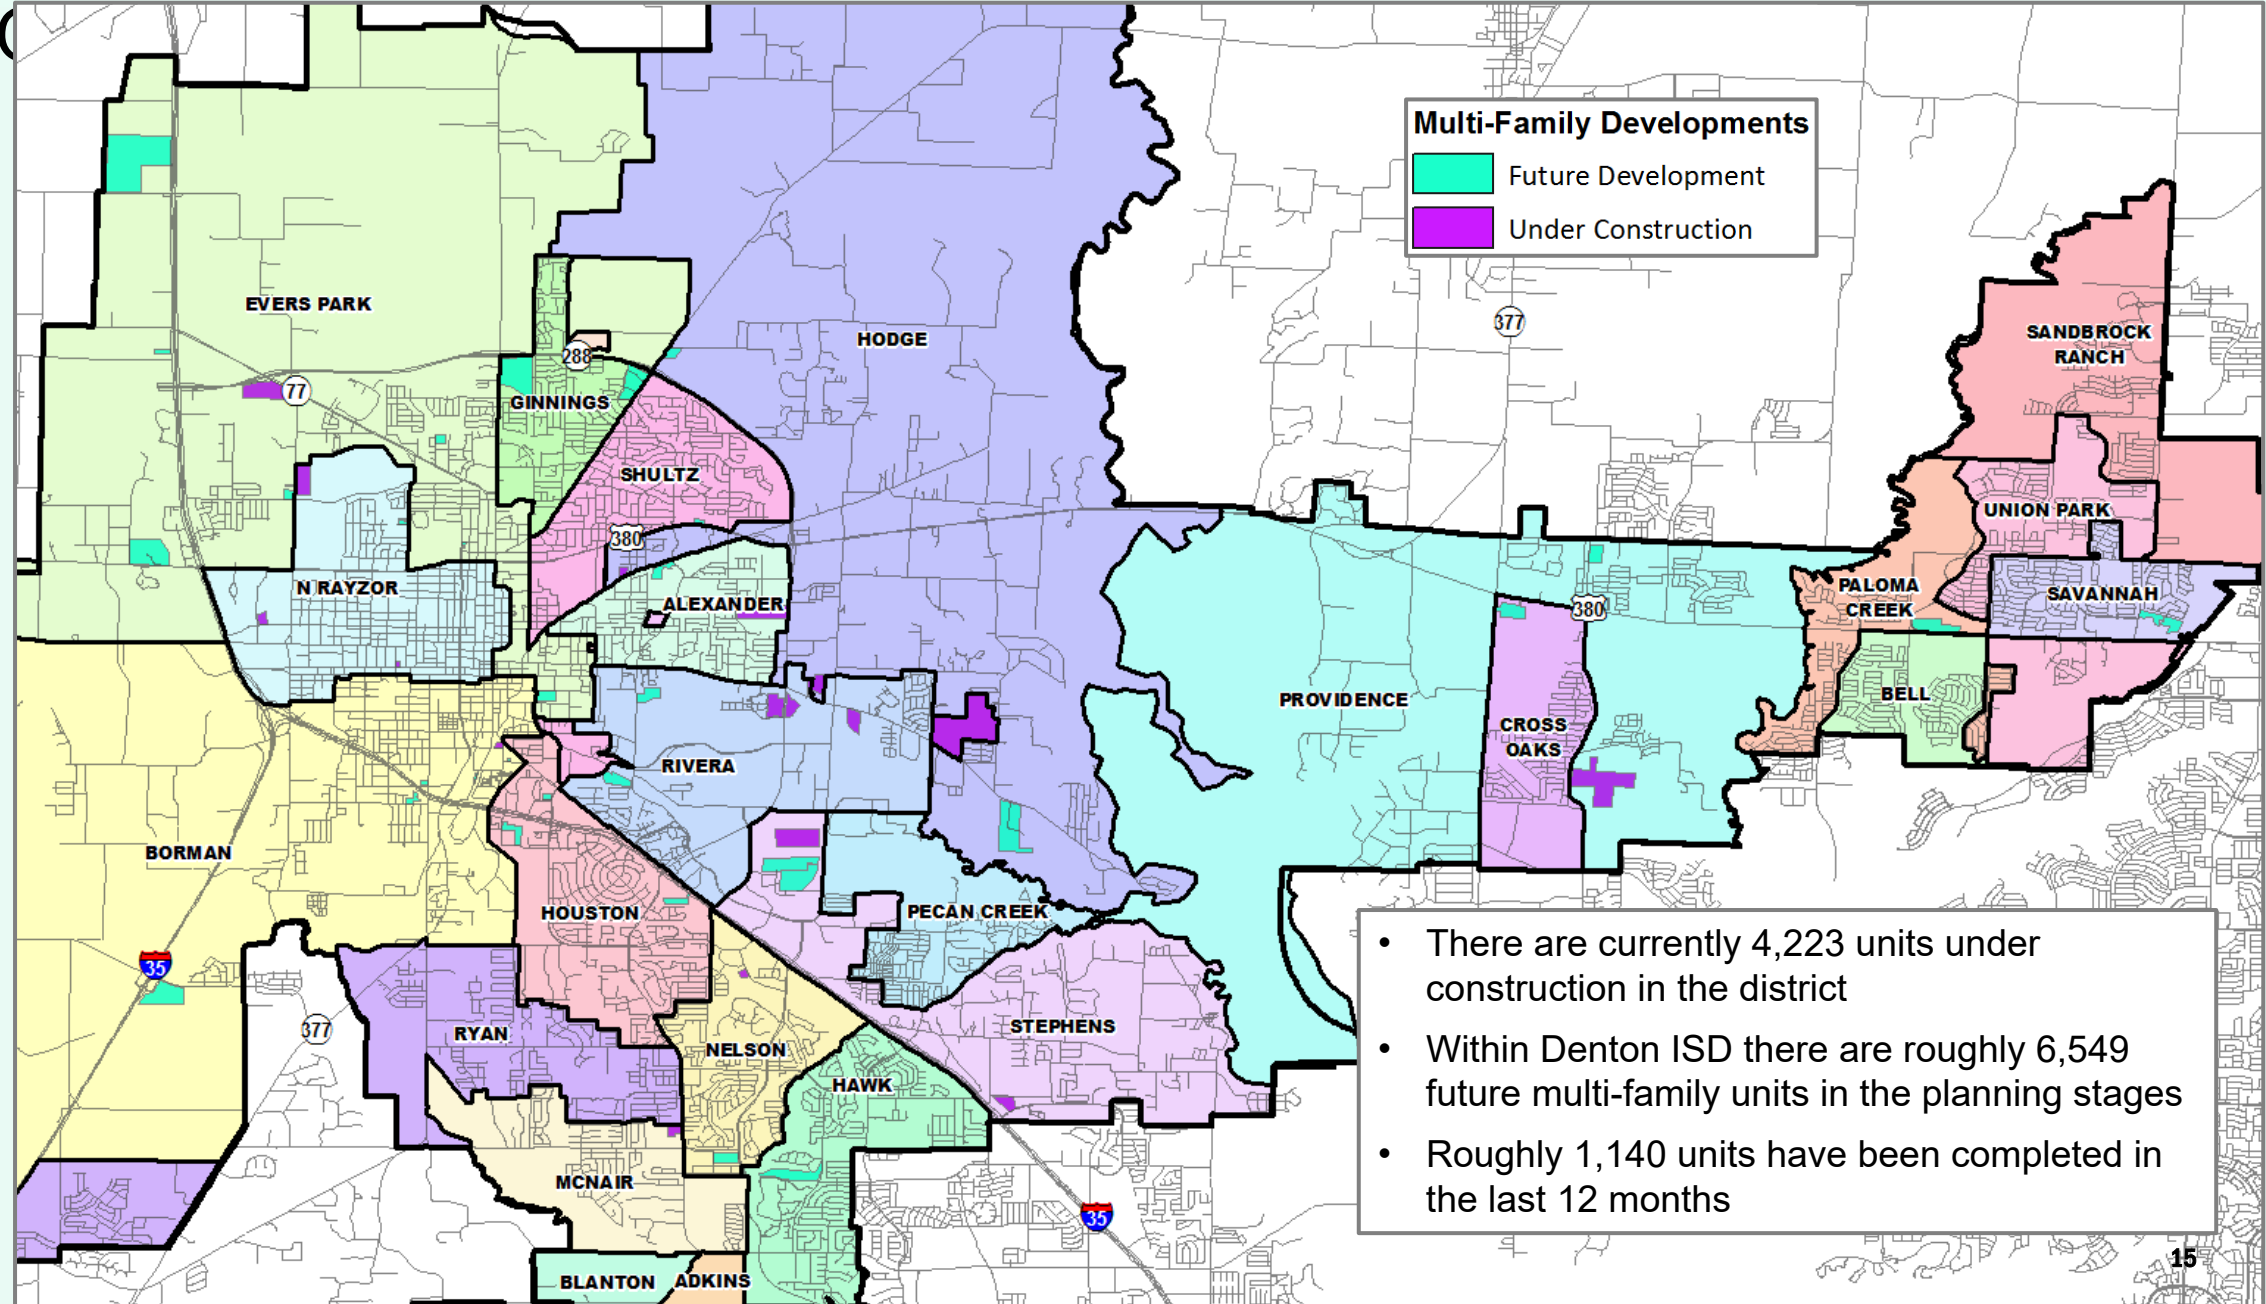 Multi-Family Developments
Future Development
Under Construction
EVERS PARK
HODGE
377
SANDBROCK
RANCH
288
77
GINNINGS
SHULTZ
UNION PARK
380
N RAYZOR
ALEXANDER
380
PALOMA
CREEK
SAVANNAH
PROVIDENCE
BELL
CROSS
OAKS
RIVERA
BORMAN
HOUSTON
PECAN CREEK
35
377
RYAN
NELSON
STEPHENS
HAWK
MCNAIR
35
BLANTON
ADKINS
• There are currently 4,223 units under
construction in the district
• Within Denton ISD there are roughly 6,549
future multi-family units in the planning stages
• Roughly 1,140 units have been completed in
the last 12 months
15